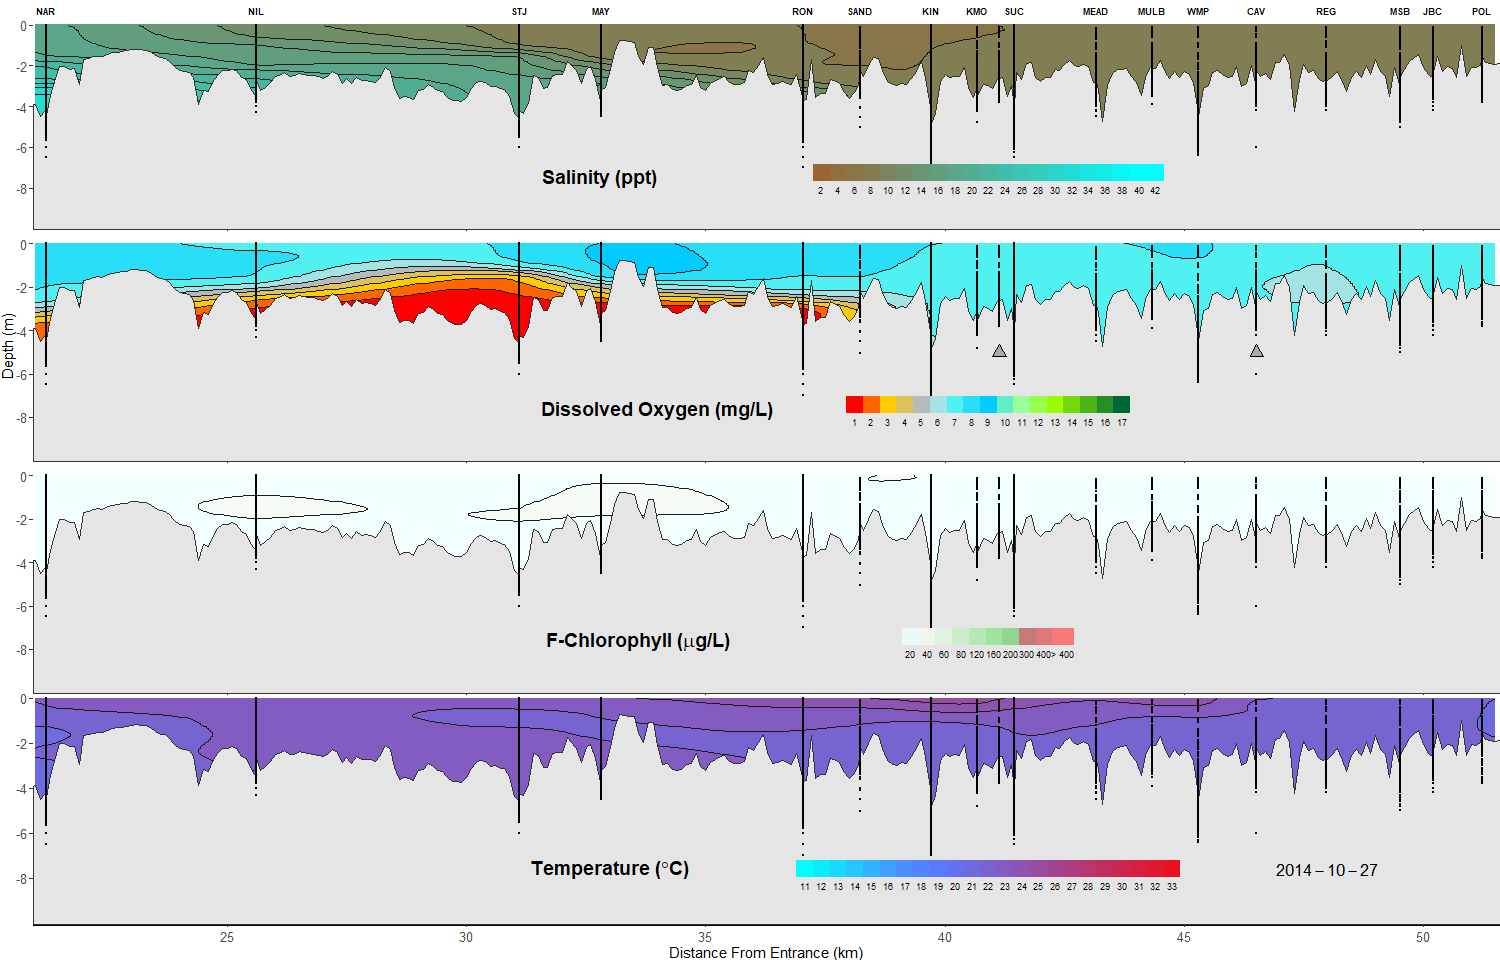 NAR NIL STJ MAY RON SAND KIN KMO SUC MEAD MULB WMP CAV REG MSB JBC POL
0
-2
-4
-6
-8
Salinity (ppt)
2 4 6 8 10 12 14 16 18 20 22 24 26 28 30 32 34 36 38 40 42
0
-2
-4
-6
-8
Dissolved Oxygen (mg/L)
1 2 3 4 5 6 7 8 9 10 11 12 13 14 15 16 17
Depth (m)
0
-2
-4
-6
-8
F-Chlorophyll (μg/L)
20 40 60 80 120 160 200 300 400 > 400
0
-2
-4
-6
-8
Temperature (°C)
11 12 13 14 15 16 17 18 19 20 21 22 23 24 25 26 27 28 29 30 31 32 33
2014 – 10 – 27
25 30 35 40 45 50
Distance From Entrance (km)